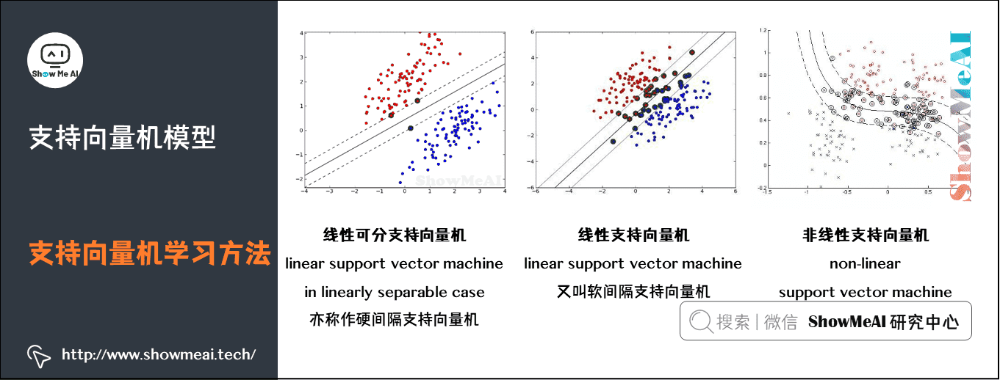 Show Me AI
支持向量机模型
支持向量机学习方法
http://www.showmeai.tech/
4
3
2
1
0
−1
−2
−4 −3 −2 −1 0 1 2 3 4
ShowMeAI
线性可分支持向量机
linear support vector machine
in linearly separable case
亦称作硬间隔支持向量机
6
4
2
0
−2
−4
−6
−6 −4 −2 0 2 4 6
线性支持向量机
linear support vector machine
又叫软间隔支持向量机
1.2
1
0.8
0.6
0.4
0.2
0
-0.2
-1.5 -1 -0.5 0 0.5
ShowMeAI
非线性支持向量机
non-linear
support vector machine
搜索 | 微信 ShowMeAI 研究中心